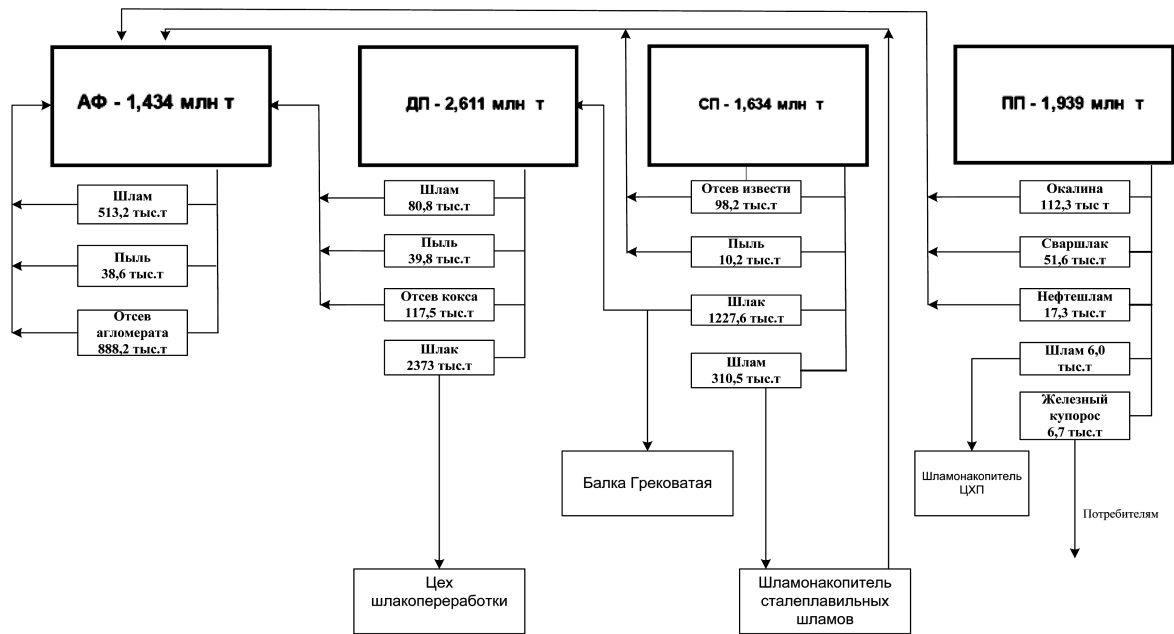 АФ - 1,434 млн т
ДП - 2,611 млн т
СП - 1,634 млн т
ПП - 1,939 млн т
Шлам
513,2 тыс.т
Пыль
38,6 тыс.т
Отсев
агломерата
888,2 тыс.т
Шлам
80,8 тыс.т
Пыль
39,8 тыс.т
Отсев кокса
117,5 тыс.т
Шлак
2373 тыс.т
Отсев извести
98,2 тыс.т
Пыль
10,2 тыс.т
Шлак
1227,6 тыс.т
Шлам
310,5 тыс.т
Окалина
112,3 тыс т
Сваршлак
51,6 тыс.т
Нефтешлам
17,3 тыс.т
Шлам 6,0
тыс.т
Железный
купорос
6,7 тыс.т
Балка Грековатая
Шламонакопитель
ЦХП
Потребителям
Цех
шлакопереработки
Шламонакопитель
сталеплавильных
шламов